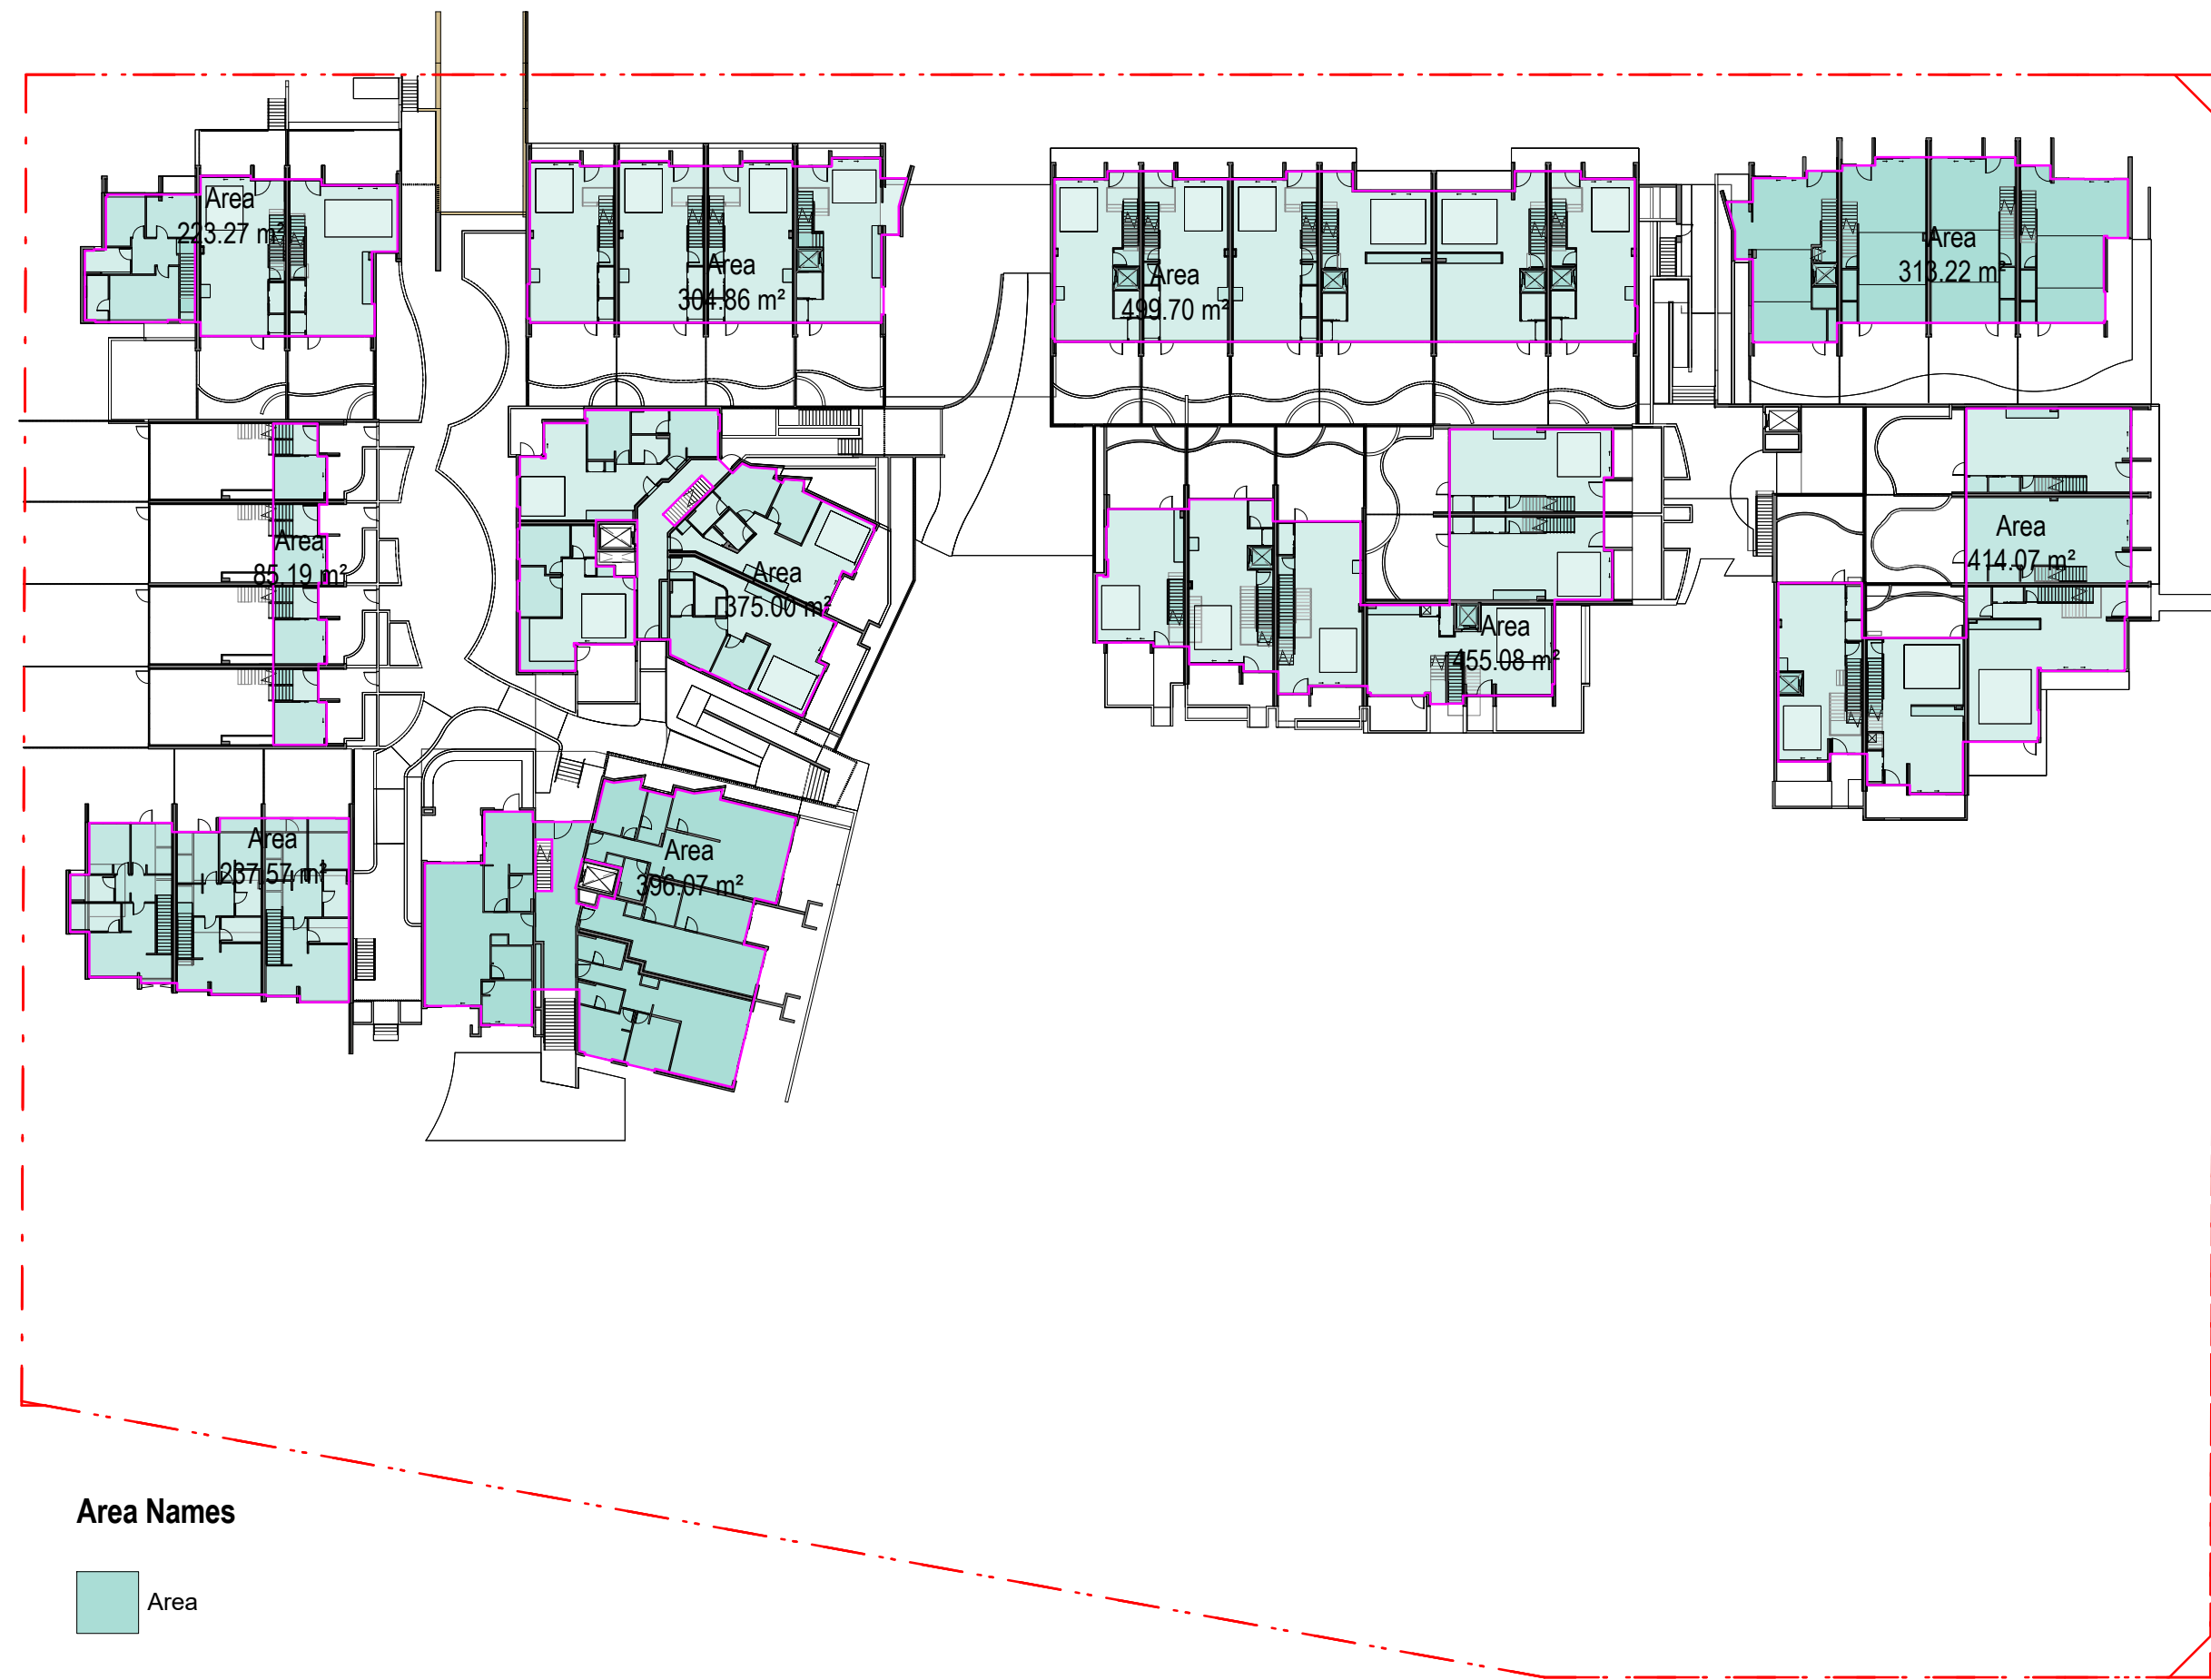 Area
223.27 m²
Area
304.86 m²
Area
499.70 m²
Area
313.22 m²
Area
85.19 m²
Area
375.00 m²
Area
455.08 m²
Area
414.07 m²
Area
237.57 m²
Area
396.07 m²
Area Names
Area